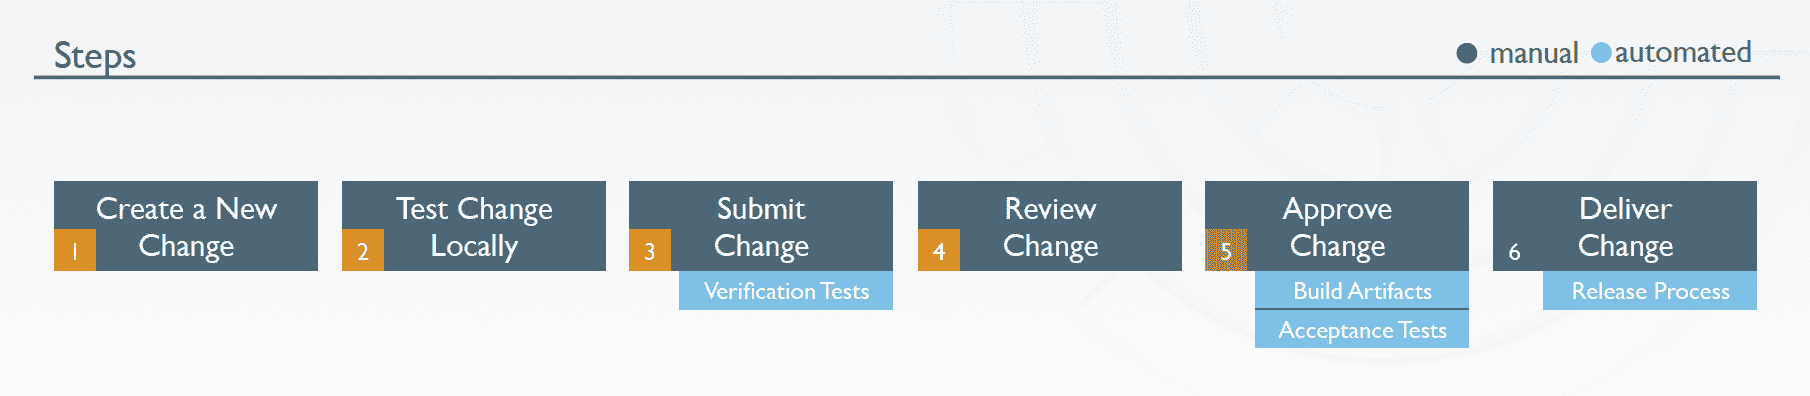 Steps
manual
automated
Create a New
Change
1
Test Change
Locally
2
Submit
Change
3
Verification Tests
Review
Change
4
Approve
Change
5
Build Artifacts
Acceptance Tests
Deliver
Change
6
Release Process